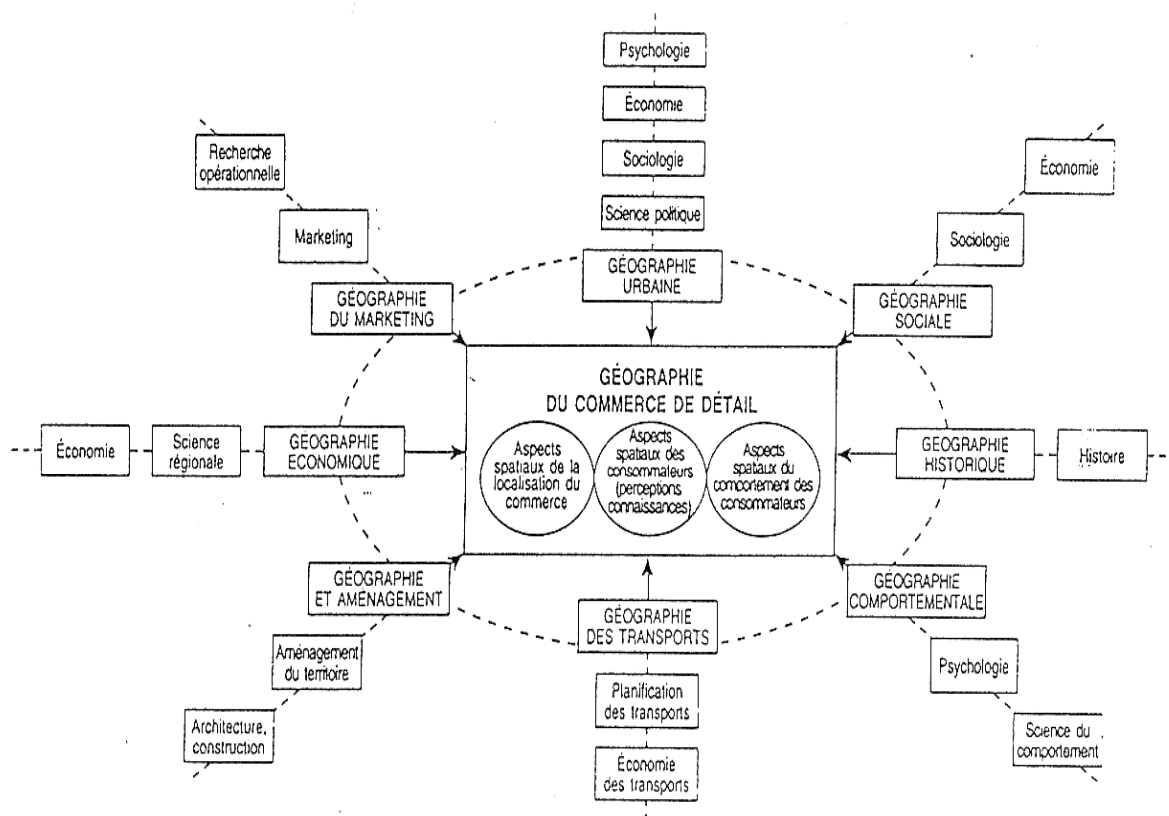 Psychologie
Économie
Sociologie
Science politique
GÉOGRAPHIE
URBAINE
Recherche
opérationnelle
Marketing
GÉOGRAPHIE
DU MARKETING
Économie
Sociologie
GÉOGRAPHIE
SOCIALE
GÉOGRAPHIE
DU COMMERCE DE DÉTAIL
Aspects
spatiaux de la
localisation du
commerce
Aspects
spatiaux des
consommateurs
(perceptions
connaissances)
Aspects
spatiaux du
comportement des
consommateurs
Économie
Science
régionale
GÉOGRAPHIE
ECONOMIQUE
GÉOGRAPHIE
HISTORIQUE
Histoire
GÉOGRAPHIE
ET AMÉNAGEMENT
Aménagement
du territoire
Architecture,
construction
GÉOGRAPHIE
DES TRANSPORTS
Planification
des transports
Économie
des transports
GÉOGRAPHIE
COMPORTEMENTALE
Psychologie
Science du
comportement